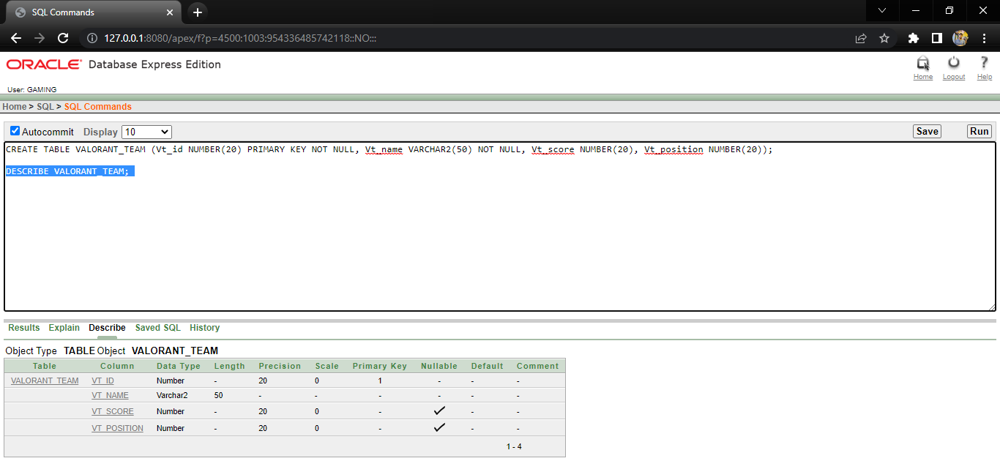 SQL Commands
127.0.0.1:8080/apex/f?p=4500:1003:954336485742118::NO:::
ORACLE® Database Express Edition
Home Logout Help
User: GAMING
Home > SQL > SQL Commands
Autocommit Display 10 Save Run
CREATE TABLE VALORANT_TEAM (Vt_id NUMBER(20) PRIMARY KEY NOT NULL, Vt_name VARCHAR2(50) NOT NULL, Vt_score NUMBER(20), Vt_position NUMBER(20));
DESCRIBE VALORANT_TEAM;
Results Explain Describe Saved SQL History
Object Type TABLE Object VALORANT_TEAM
Table Column Data Type Length Precision Scale Primary Key Nullable Default Comment
VALORANT_TEAM VT_ID Number - 20 0 1 - - -
VT_NAME Varchar2 50 - - - - - -
VT_SCORE Number - 20 0 - ✓ - -
VT_POSITION Number - 20 0 - ✓ - -
1 - 4